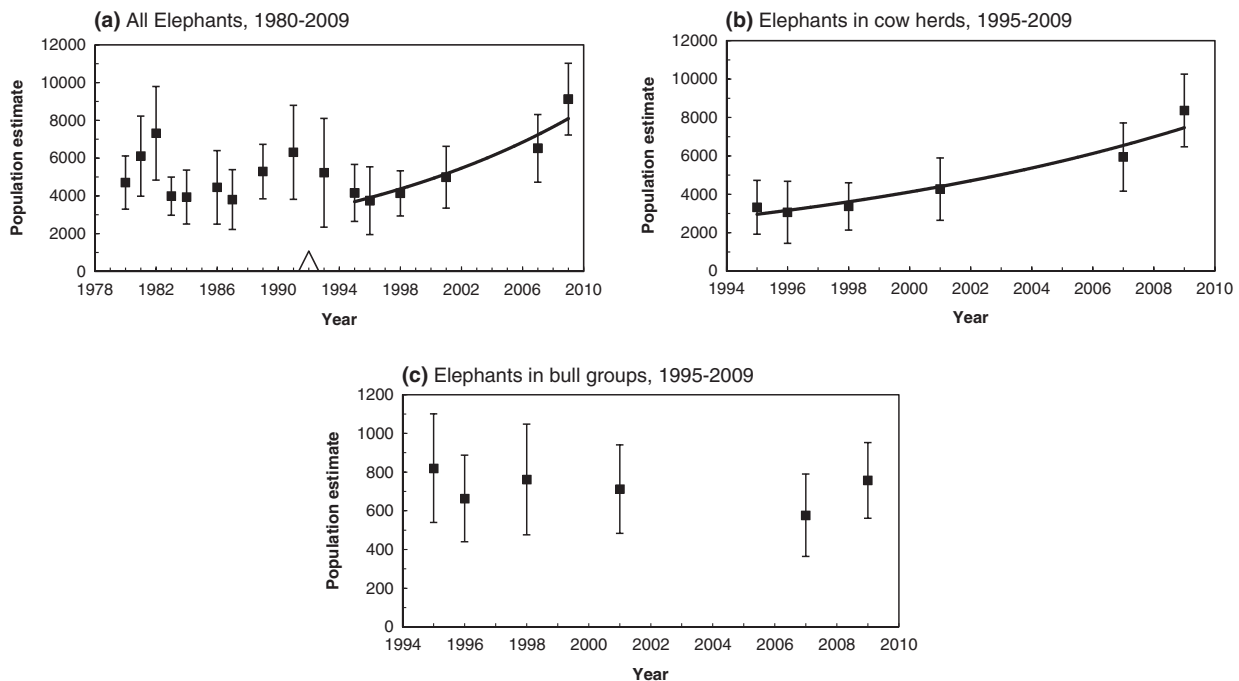 (a) All Elephants, 1980-2009
Population estimate
12000
10000
8000
6000
4000
2000
0
1978 1982 1986 1990 1994 1998 2002 2007 2010
Year
(b) Elephants in cow herds, 1995-2009
Population estimate
12000
10000
8000
6000
4000
2000
0
1994 1996 1998 2000 2002 2004 2006 2008 2010
Year
(c) Elephants in bull groups, 1995-2009
Population estimate
1200
1000
800
600
400
200
0
1994 1996 1998 2000 2002 2004 2006 2008 2010
Year